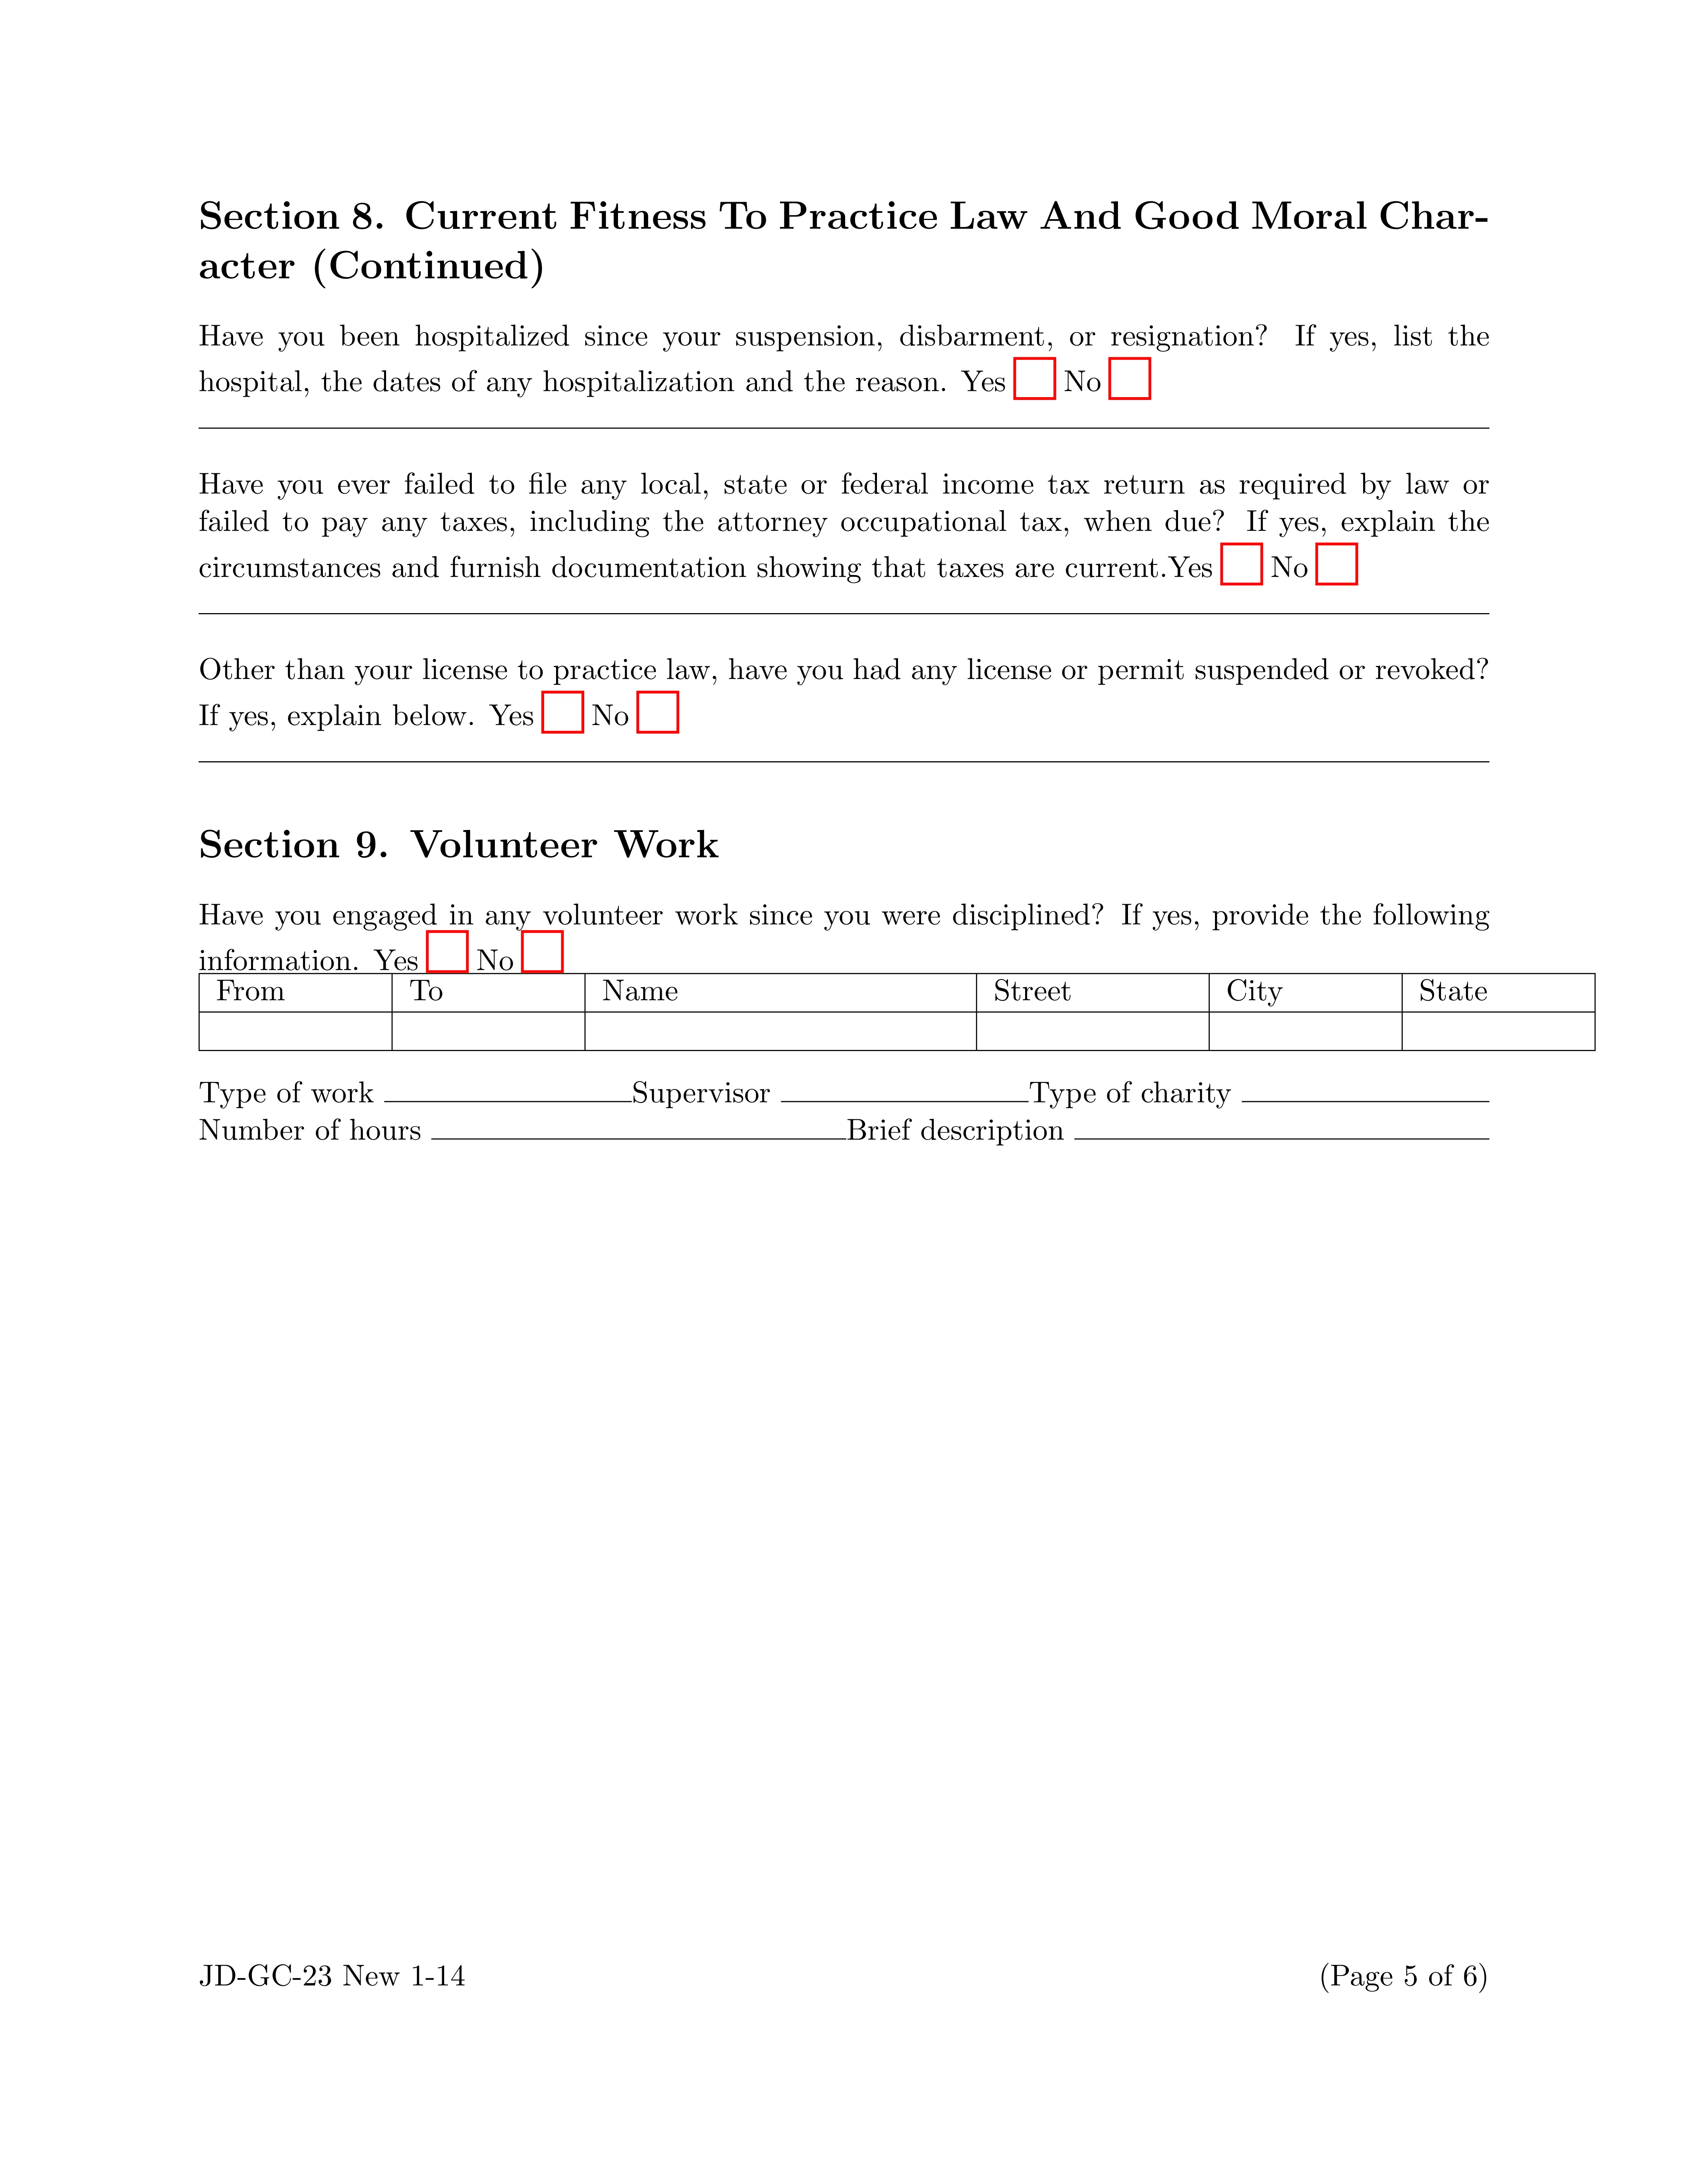 Section 8. Current Fitness To Practice Law And Good Moral Char-
acter (Continued)
Have you been hospitalized since your suspension, disbarment, or resignation? If yes, list the
hospital, the dates of any hospitalization and the reason. Yes No
Have you ever failed to file any local, state or federal income tax return as required by law or
failed to pay any taxes, including the attorney occupational tax, when due? If yes, explain the
circumstances and furnish documentation showing that taxes are current.Yes No
Other than your license to practice law, have you had any license or permit suspended or revoked?
If yes, explain below. Yes No
Section 9. Volunteer Work
Have you engaged in any volunteer work since you were disciplined? If yes, provide the following
information. Yes No
From To Name Street City State
Type of work Supervisor Type of charity
Number of hours Brief description
JD-GC-23 New 1-14 (Page 5 of 6)